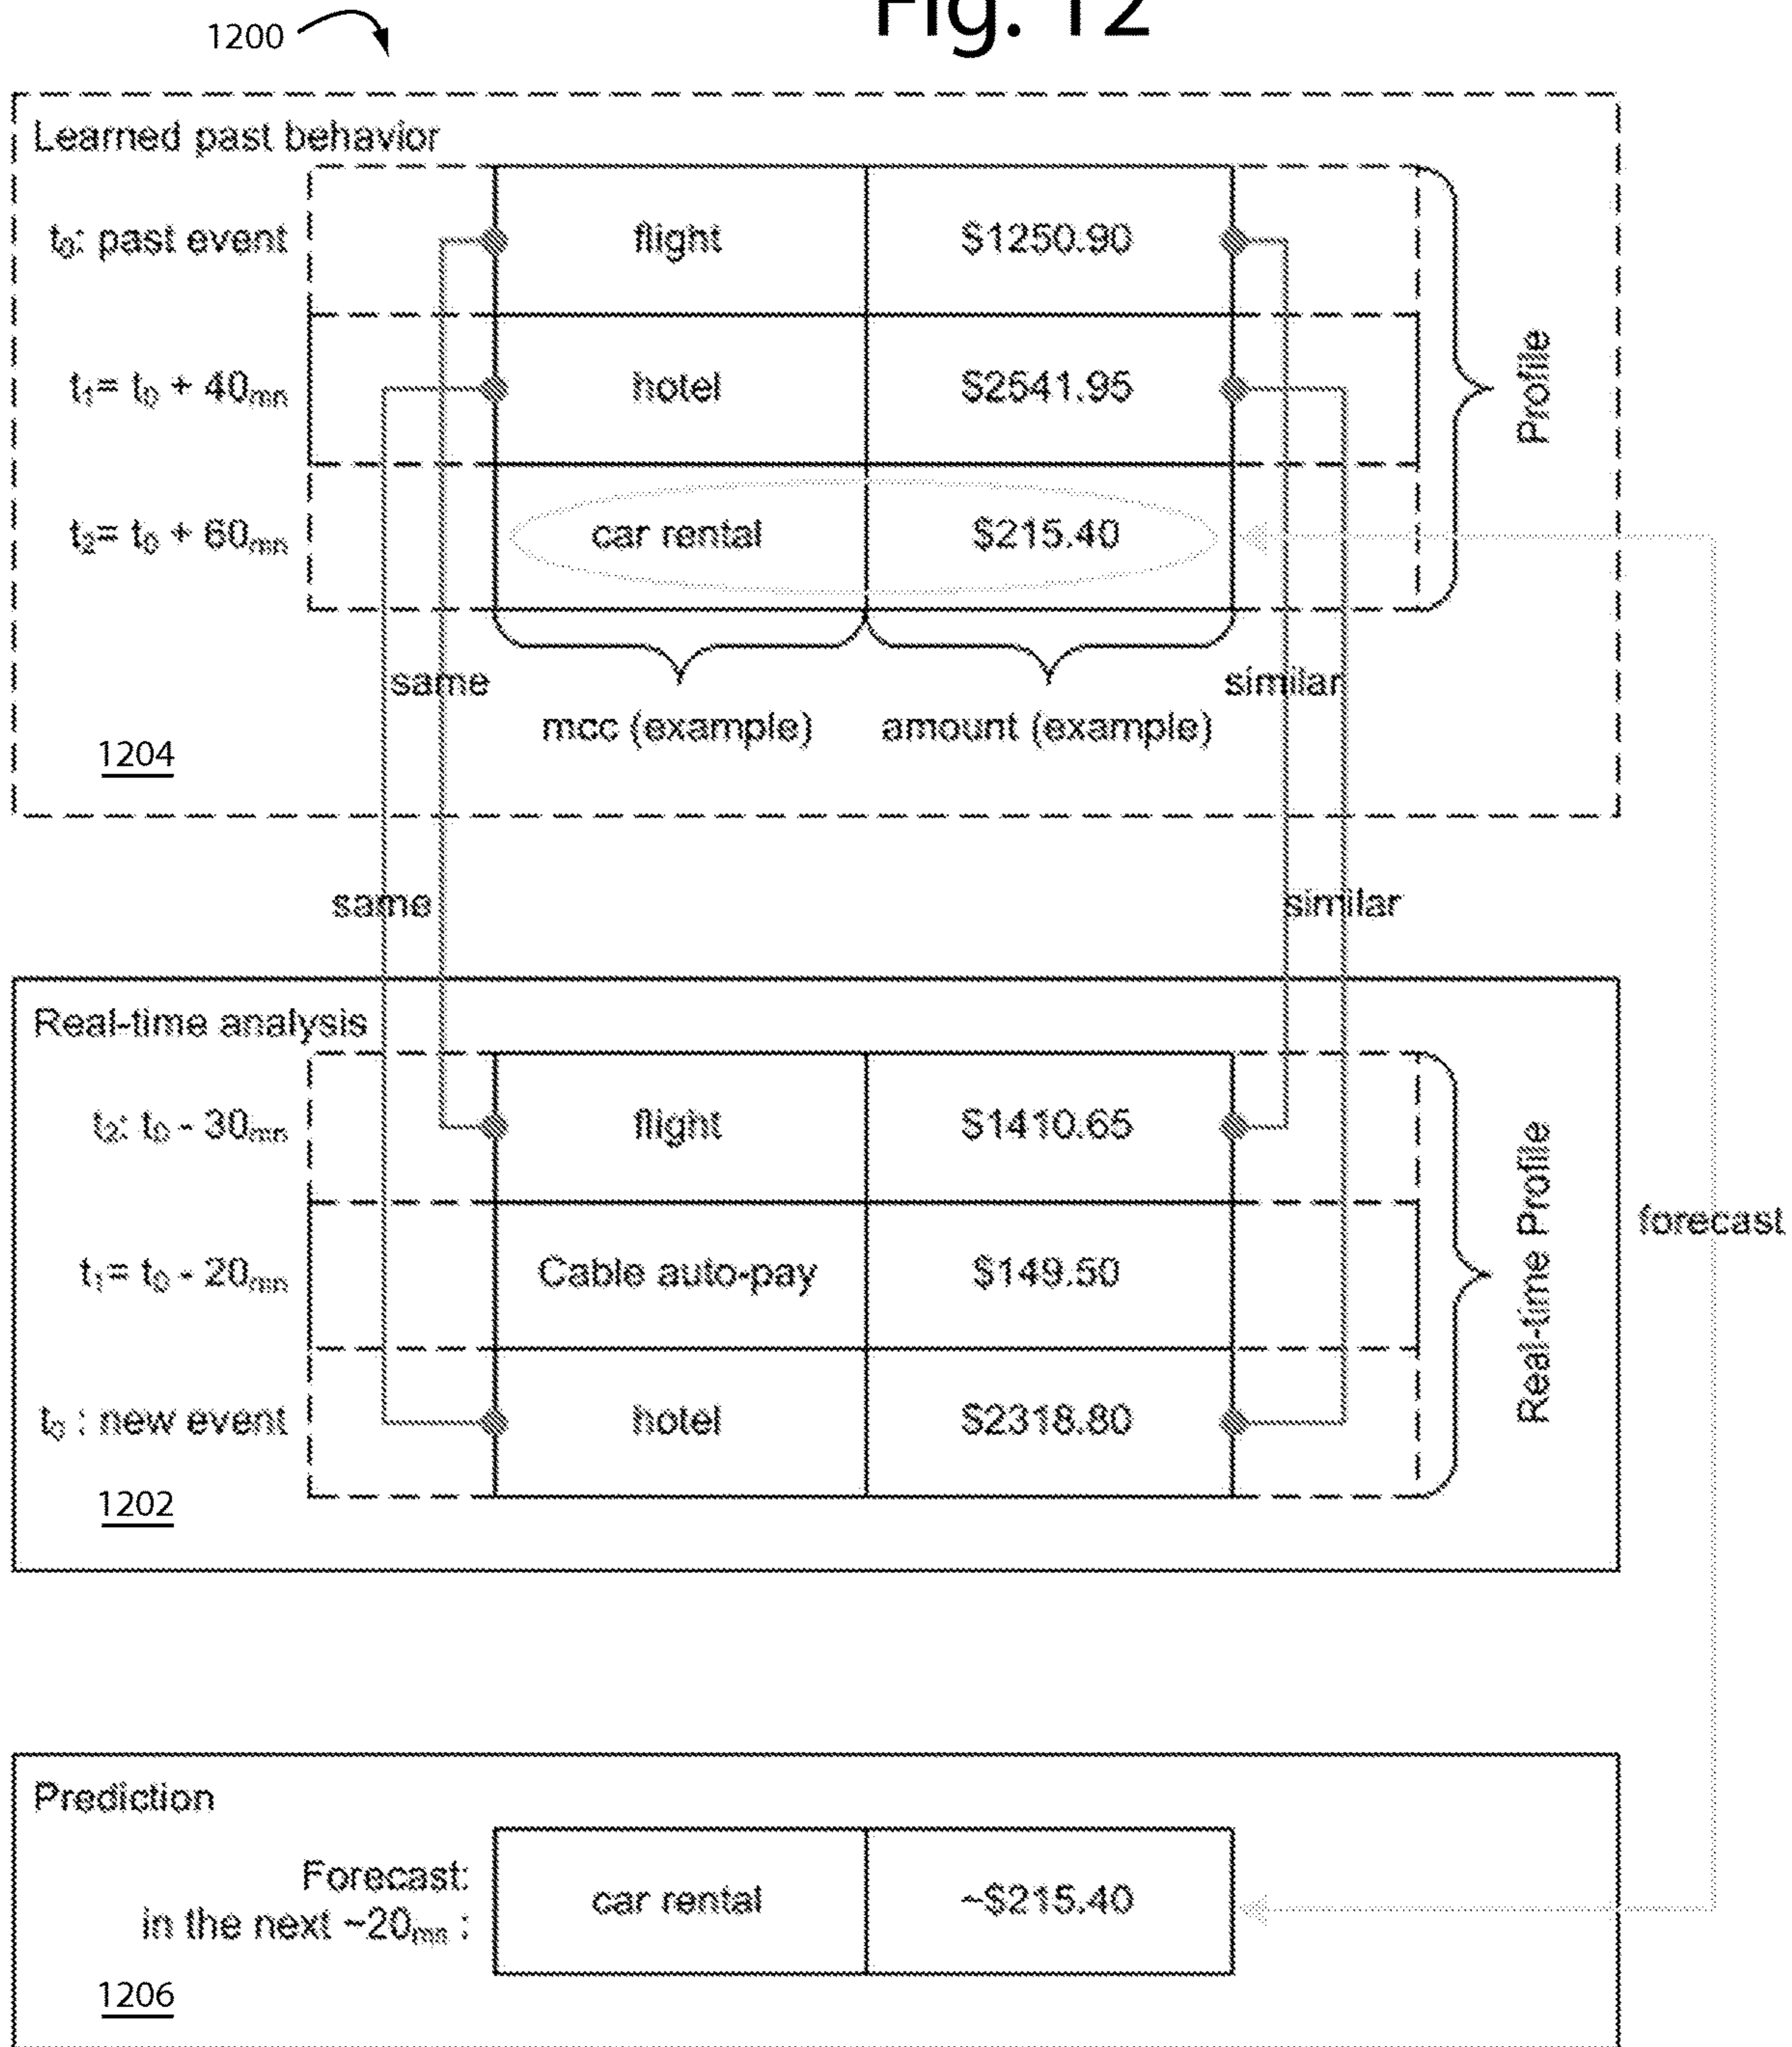 Fig. 12
1200
Learned past behavior
t0: past event flight $1250.90
t1= t0 + 40mn hotel $2541.95
t2= t0 + 60mn car rental $215.40
Profile
same similar
mcc (example) amount (example)
1204
same similar
Real-time analysis
t2: t0 - 30mn flight $1410.65
t1= t0 - 20mn Cable auto-pay $149.50
t0 : new event hotel $2318.80
Real-time Profile
forecast
1202
Prediction
Forecast:
in the next ~20mn : car rental ~$215.40
1206